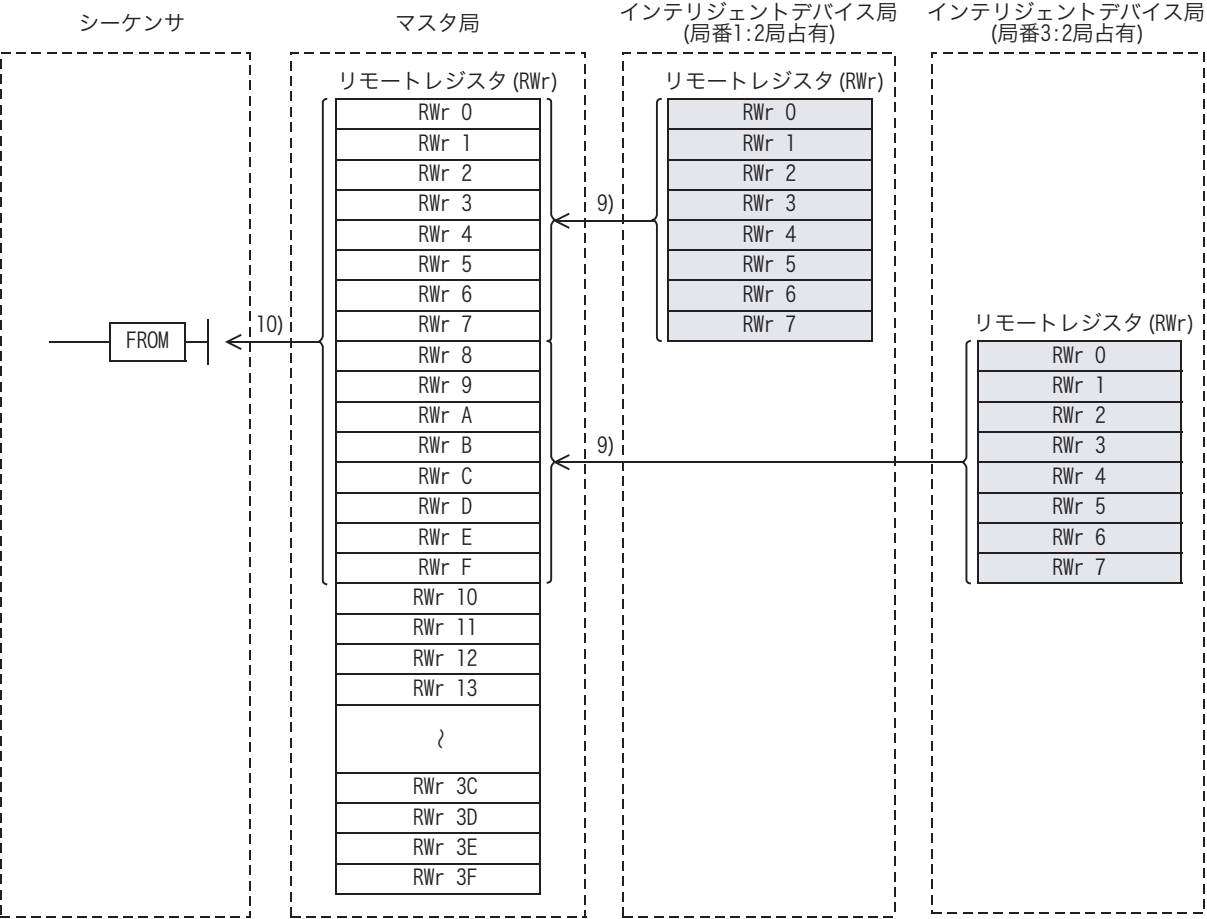 シーケンサ
マスタ局
インテリジェントデバイス局
(局番1:2局占有)
インテリジェントデバイス局
(局番3:2局占有)
リモートレジスタ(RWr)
RWr 0
RWr 1
RWr 2
RWr 3
RWr 4
RWr 5
RWr 6
RWr 7
RWr 8
RWr 9
RWr A
RWr B
RWr C
RWr D
RWr E
RWr F
RWr 10
RWr 11
RWr 12
RWr 13
~
RWr 3C
RWr 3D
RWr 3E
RWr 3F
リモートレジスタ(RWr)
RWr 0
RWr 1
RWr 2
RWr 3
RWr 4
RWr 5
RWr 6
RWr 7
リモートレジスタ(RWr)
RWr 0
RWr 1
RWr 2
RWr 3
RWr 4
RWr 5
RWr 6
RWr 7
9)
9)
10)
FROM